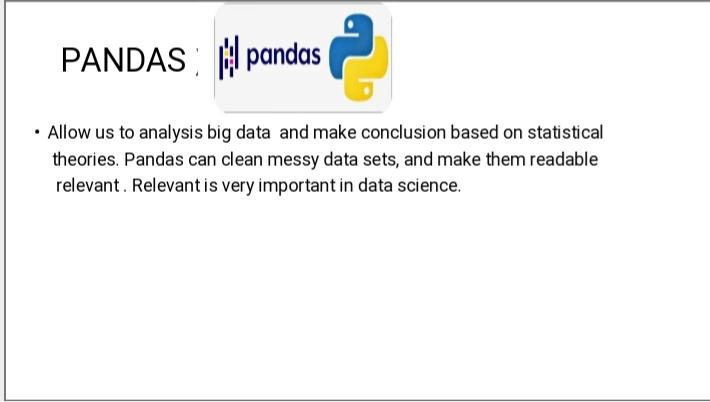 PANDAS : pandas
• Allow us to analysis big data  and make conclusion based on statistical
theories. Pandas can clean messy data sets, and make them readable
relevant . Relevant is very important in data science.